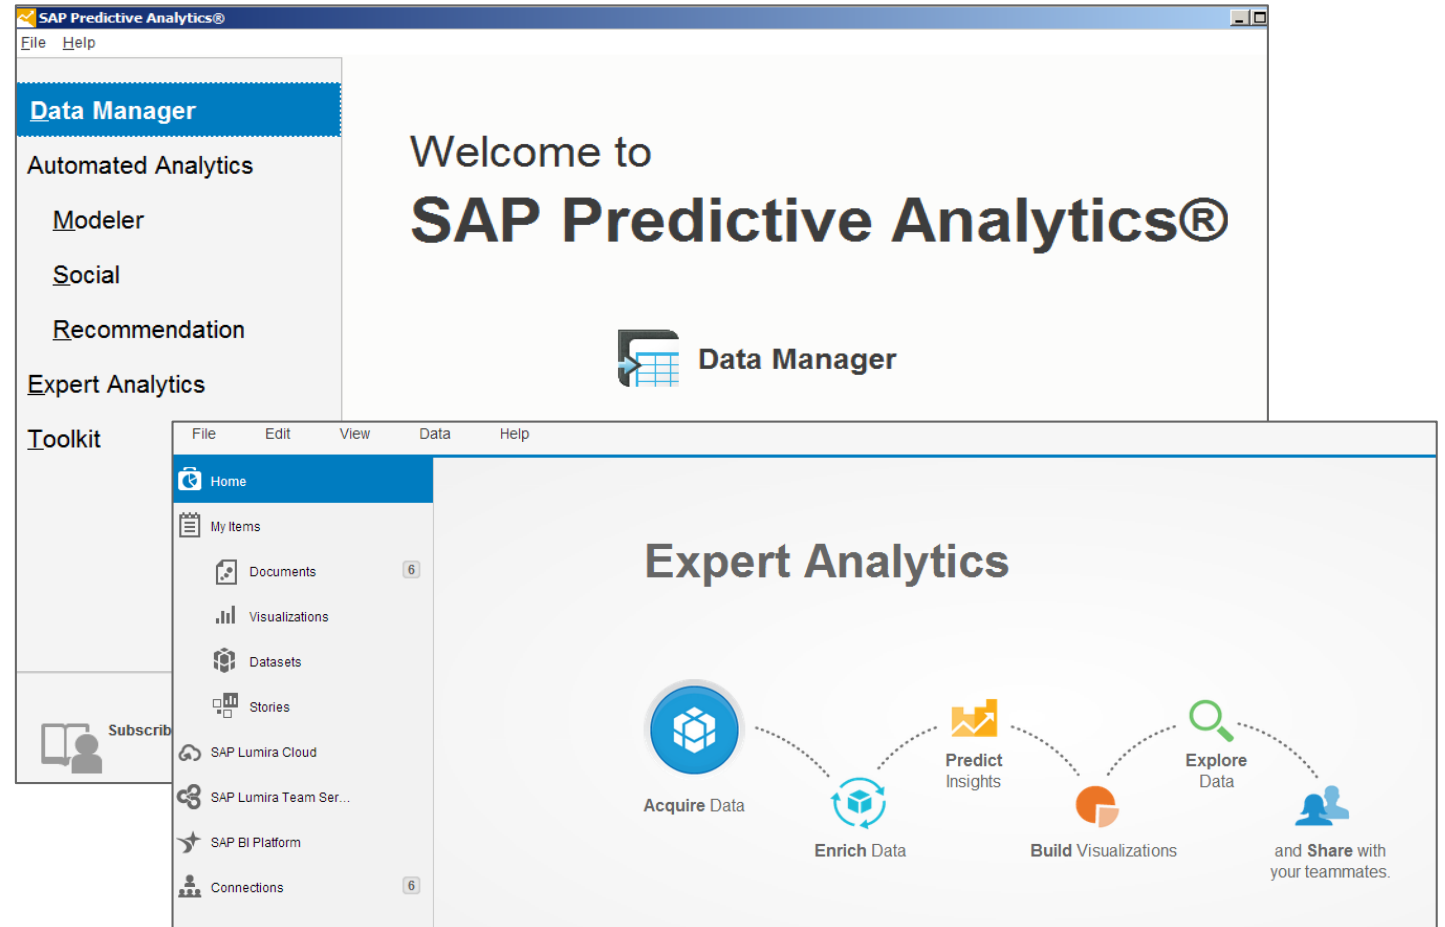 SAP Predictive Analytics®
File Help
Data Manager
Automated Analytics
Modeler
Social
Recommendation
Expert Analytics
Toolkit
Welcome to
SAP Predictive Analytics®
Data Manager
Subscrib
File Edit View Data Help
Home
My Items
Documents 6
Visualizations
Datasets
Stories
SAP Lumira Cloud
SAP Lumira Team Ser...
SAP BI Platform
Connections 6
Expert Analytics
Acquire Data
Enrich Data
Predict
Insights
Build Visualizations
Explore
Data
and Share with
your teammates.